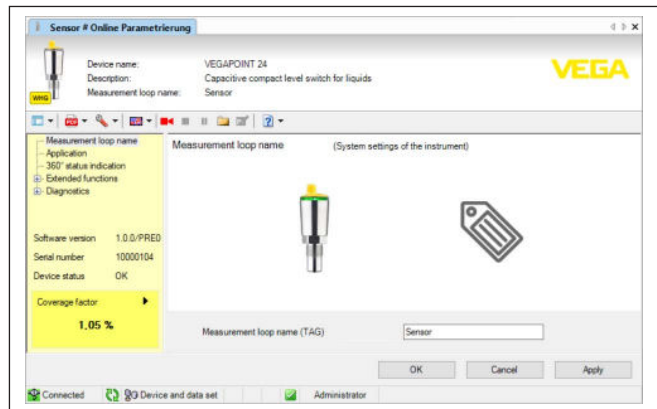 Sensor # Online Parametrierung
Device name: VEGAPOINT 24
Description: Capacitive compact level switch for liquids
Measurement loop name: Sensor
WHG
VEGA
PDF
Measurement loop name
Application
360° status indication
Extended functions
Diagnostics
Software version 1.0.0/PRE0
Serial number 10000104
Device status OK
Coverage factor
1,05 %
Measurement loop name (System settings of the instrument)
Measurement loop name (TAG) Sensor
OK Cancel Apply
Connected Device and data set Administrator